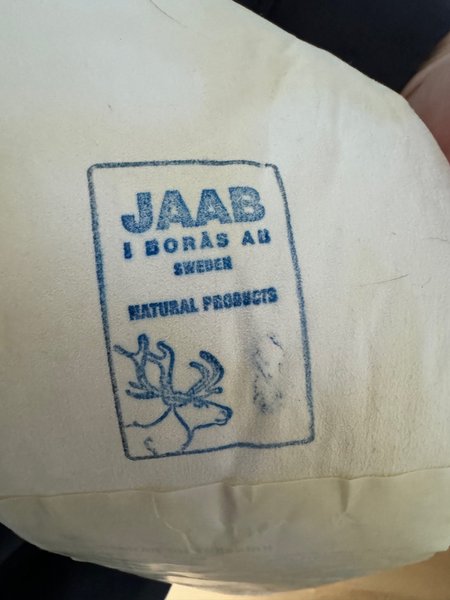 JAAB
I BORÅS AB
SWEDEN
NATURAL PRODUCTS